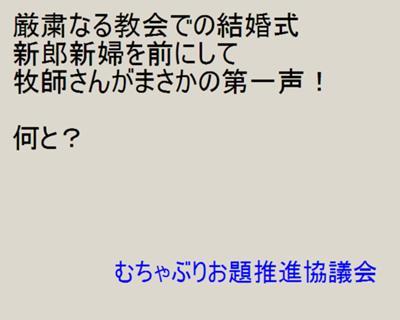 厳粛なる教会での結婚式
新郎新婦を前にして
牧師さんがまさかの第一声！
何と？
むちゃぶりお題推進協議会